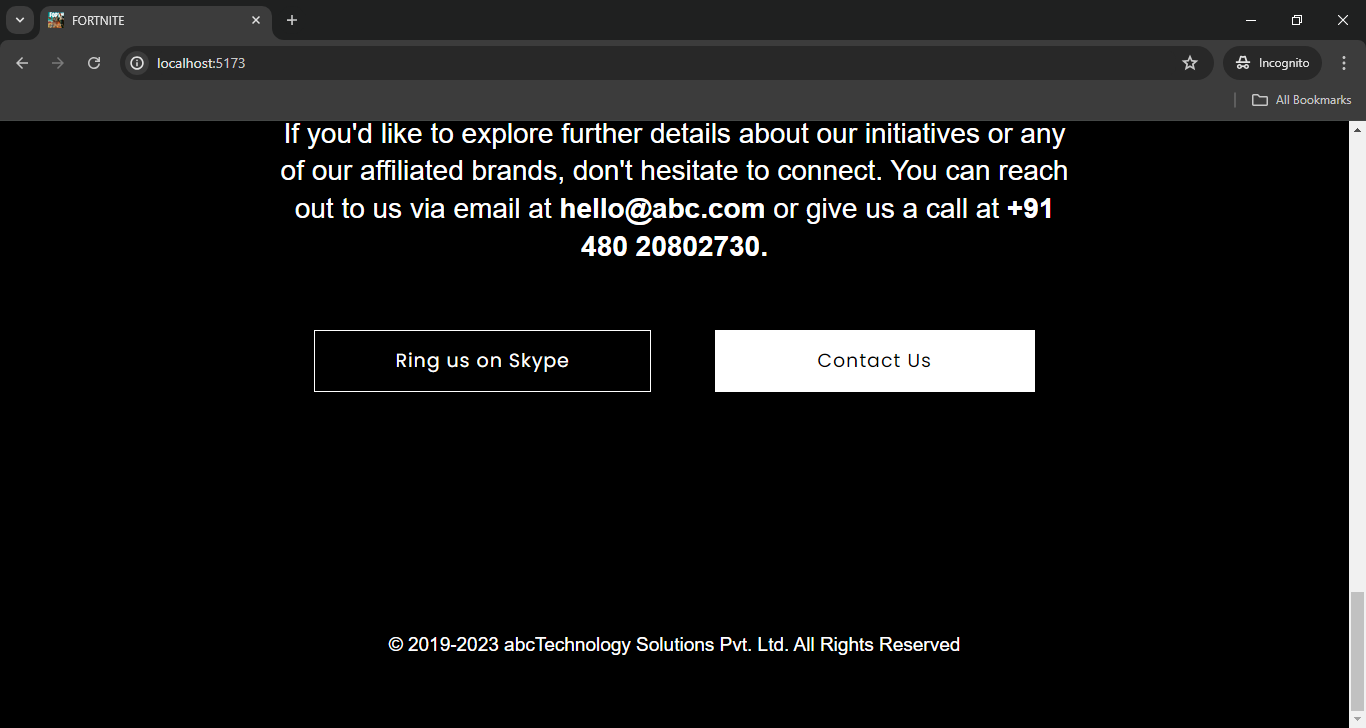 FORTNITE
localhost:5173
Incognito
All Bookmarks
If you'd like to explore further details about our initiatives or any
of our affiliated brands, don't hesitate to connect. You can reach
out to us via email at hello@abc.com or give us a call at +91
480 20802730.
Ring us on Skype
Contact Us
© 2019-2023 abcTechnology Solutions Pvt. Ltd. All Rights Reserved